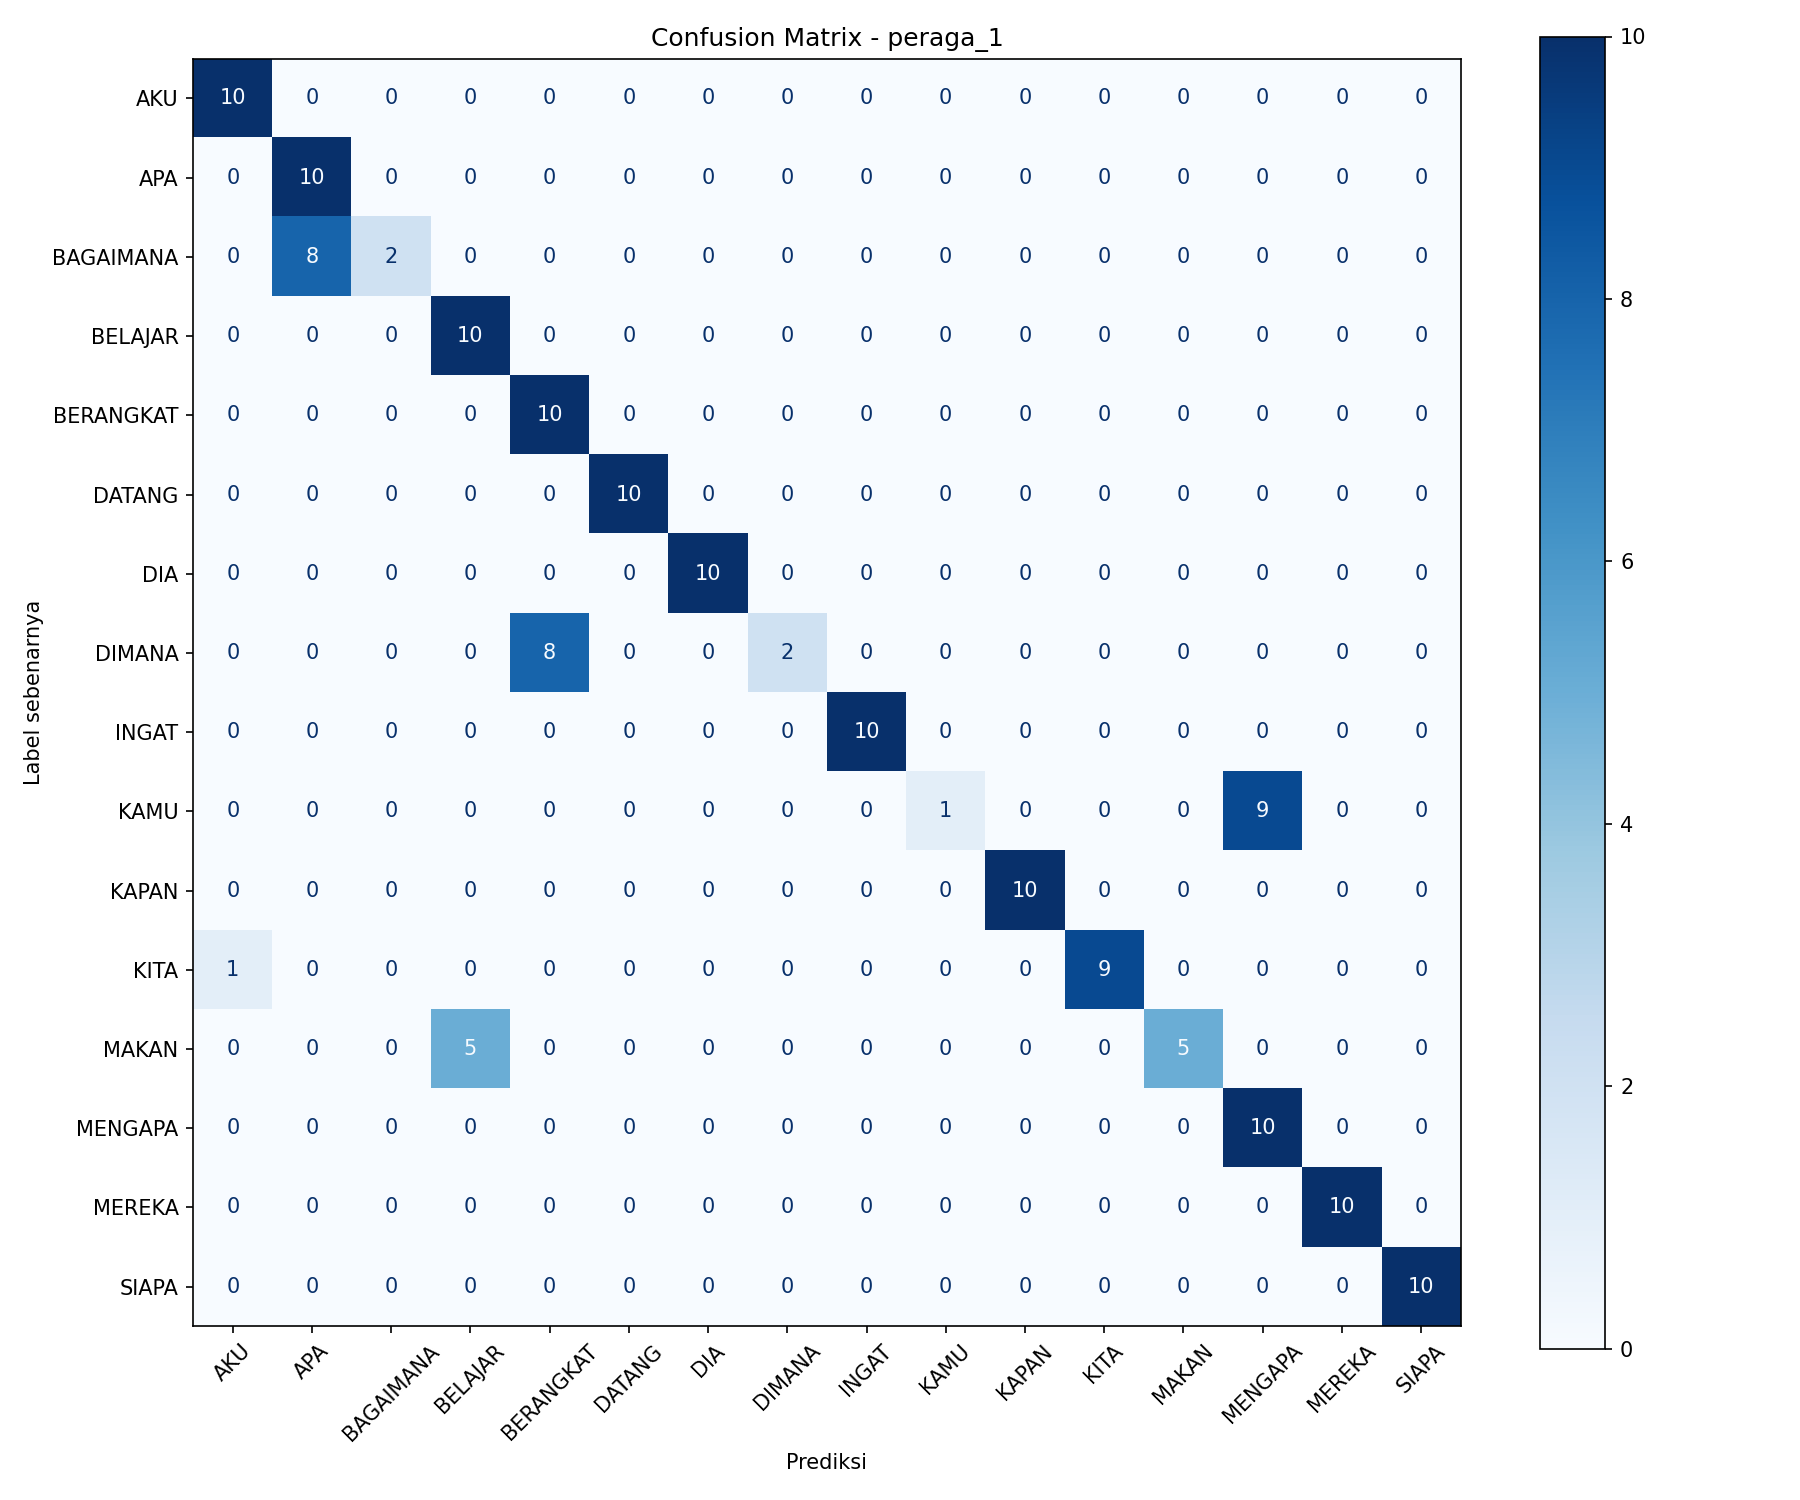 Confusion Matrix - peraga_1
AKU 10 0 0 0 0 0 0 0 0 0 0 0 0 0 0 0
APA 0 10 0 0 0 0 0 0 0 0 0 0 0 0 0 0
BAGAIMANA 0 8 2 0 0 0 0 0 0 0 0 0 0 0 0 0
BELAJAR 0 0 0 10 0 0 0 0 0 0 0 0 0 0 0 0
BERANGKAT 0 0 0 0 10 0 0 0 0 0 0 0 0 0 0 0
DATANG 0 0 0 0 0 10 0 0 0 0 0 0 0 0 0 0
DIA 0 0 0 0 0 0 10 0 0 0 0 0 0 0 0 0
DIMANA 0 0 0 0 8 0 0 2 0 0 0 0 0 0 0 0
INGAT 0 0 0 0 0 0 0 0 10 0 0 0 0 0 0 0
KAMU 0 0 0 0 0 0 0 0 0 1 0 0 0 9 0 0
KAPAN 0 0 0 0 0 0 0 0 0 0 10 0 0 0 0 0
KITA 1 0 0 0 0 0 0 0 0 0 0 9 0 0 0 0
MAKAN 0 0 0 5 0 0 0 0 0 0 0 0 5 0 0 0
MENGAPA 0 0 0 0 0 0 0 0 0 0 0 0 0 10 0 0
MEREKA 0 0 0 0 0 0 0 0 0 0 0 0 0 0 10 0
SIAPA 0 0 0 0 0 0 0 0 0 0 0 0 0 0 0 10
AKU APA BAGAIMANA BELAJAR BERANGKAT DATANG DIA DIMANA INGAT KAMU KAPAN KITA MAKAN MENGAPA MEREKA SIAPA
Prediksi
Label sebenarnya
10
8
6
4
2
0